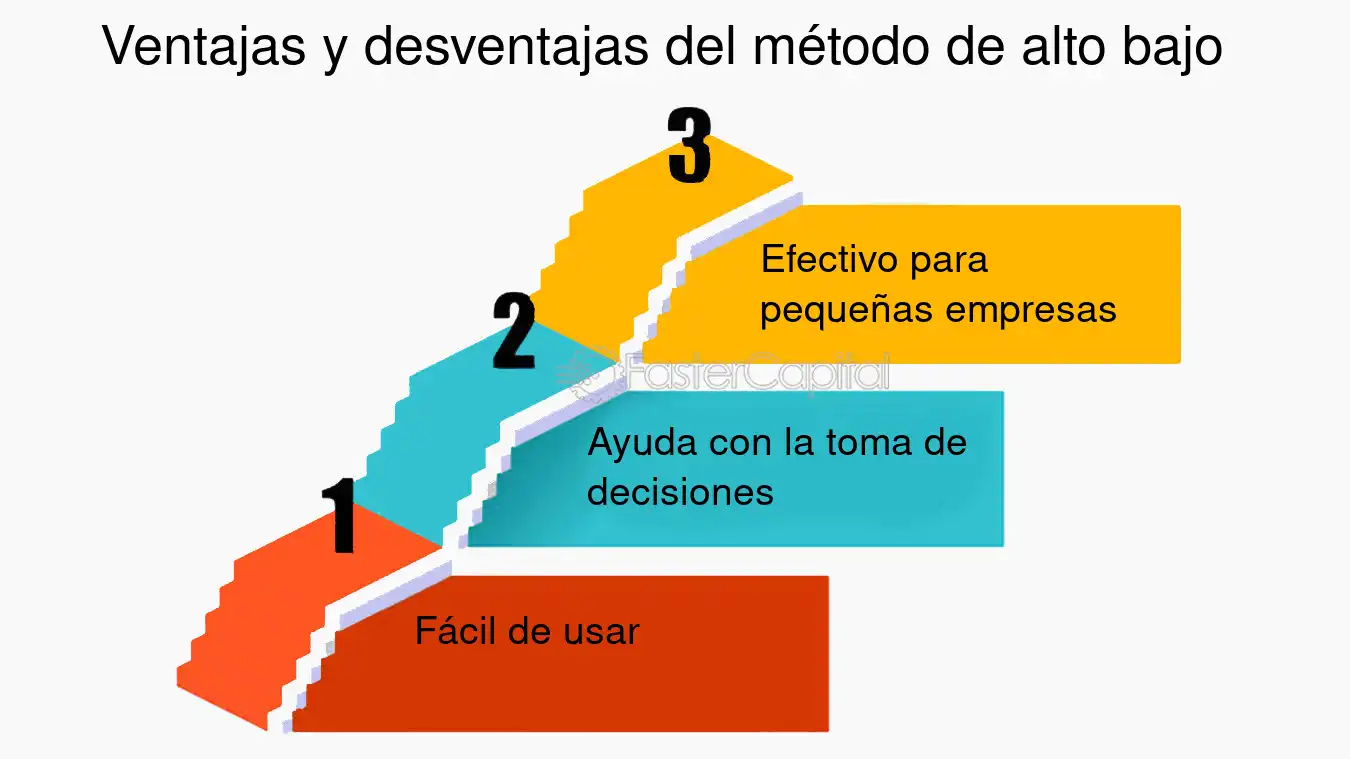 Ventajas y desventajas del método de alto bajo
3
Efectivo para
pequeñas empresas
2
FasterCapital
Ayuda con la toma de
decisiones
1
Fácil de usar